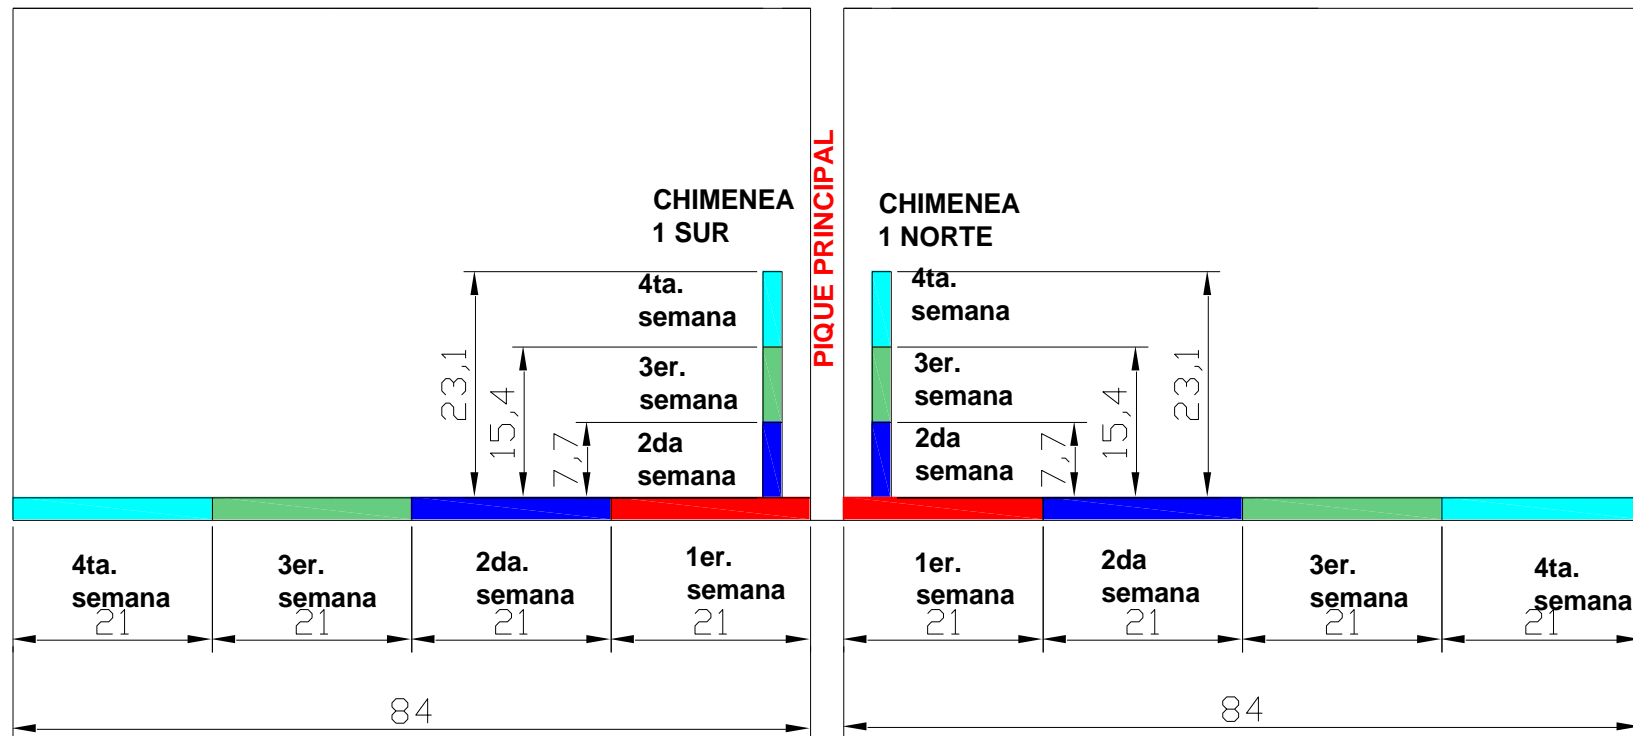 CHIMENEA
1 SUR
PIQUE PRINCIPAL
CHIMENEA
1 NORTE
4ta.
semana
3er.
semana
2da
semana
23,1
15,4
7,7
4ta.
semana
3er.
semana
2da
semana
7,7
15,4
23,1
4ta.
semana
21
3er.
semana
21
2da.
semana
21
1er.
semana
21
1er.
semana
21
2da
semana
21
3er.
semana
21
4ta.
semana
21
84
84